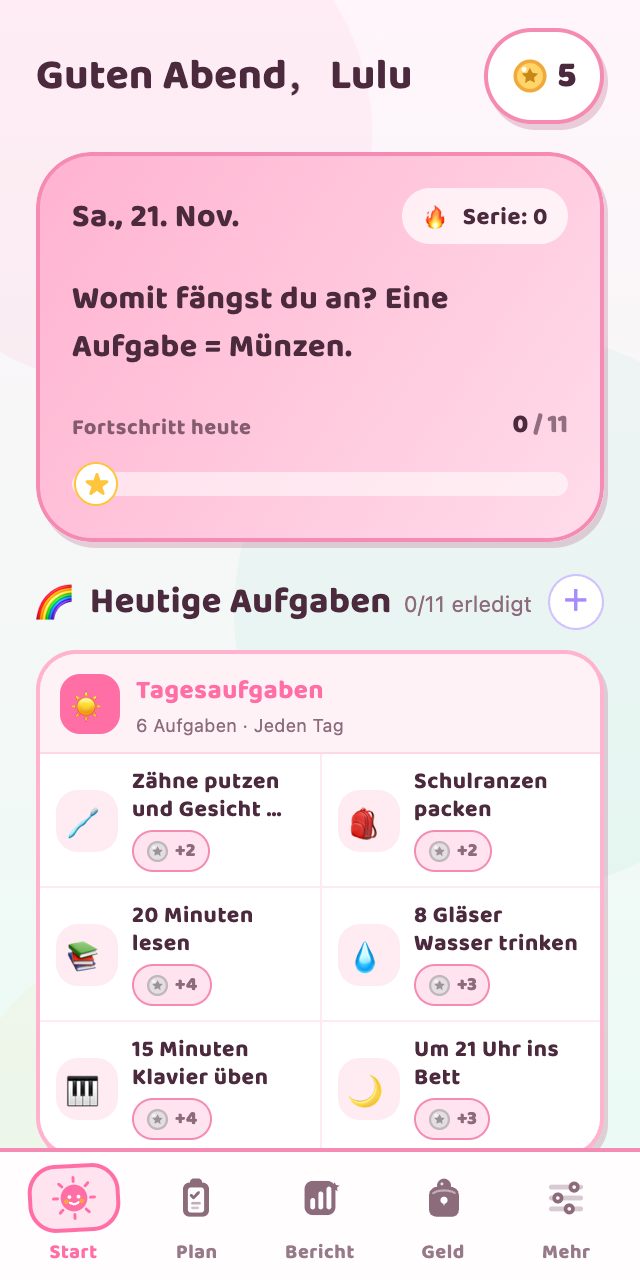 Guten Abend, Lulu
5
Sa., 21. Nov.
Serie: 0
Womit fängst du an? Eine
Aufgabe = Münzen.
Fortschritt heute
0 / 11
Heutige Aufgaben
0/11 erledigt
Tagesaufgaben
6 Aufgaben · Jeden Tag
Zähne putzen
und Gesicht ...
+2
Schulranzen
packen
+2
20 Minuten
lesen
+4
8 Gläser
Wasser trinken
+3
15 Minuten
Klavier üben
+4
Um 21 Uhr ins
Bett
+3
Start
Plan
Bericht
Geld
Mehr